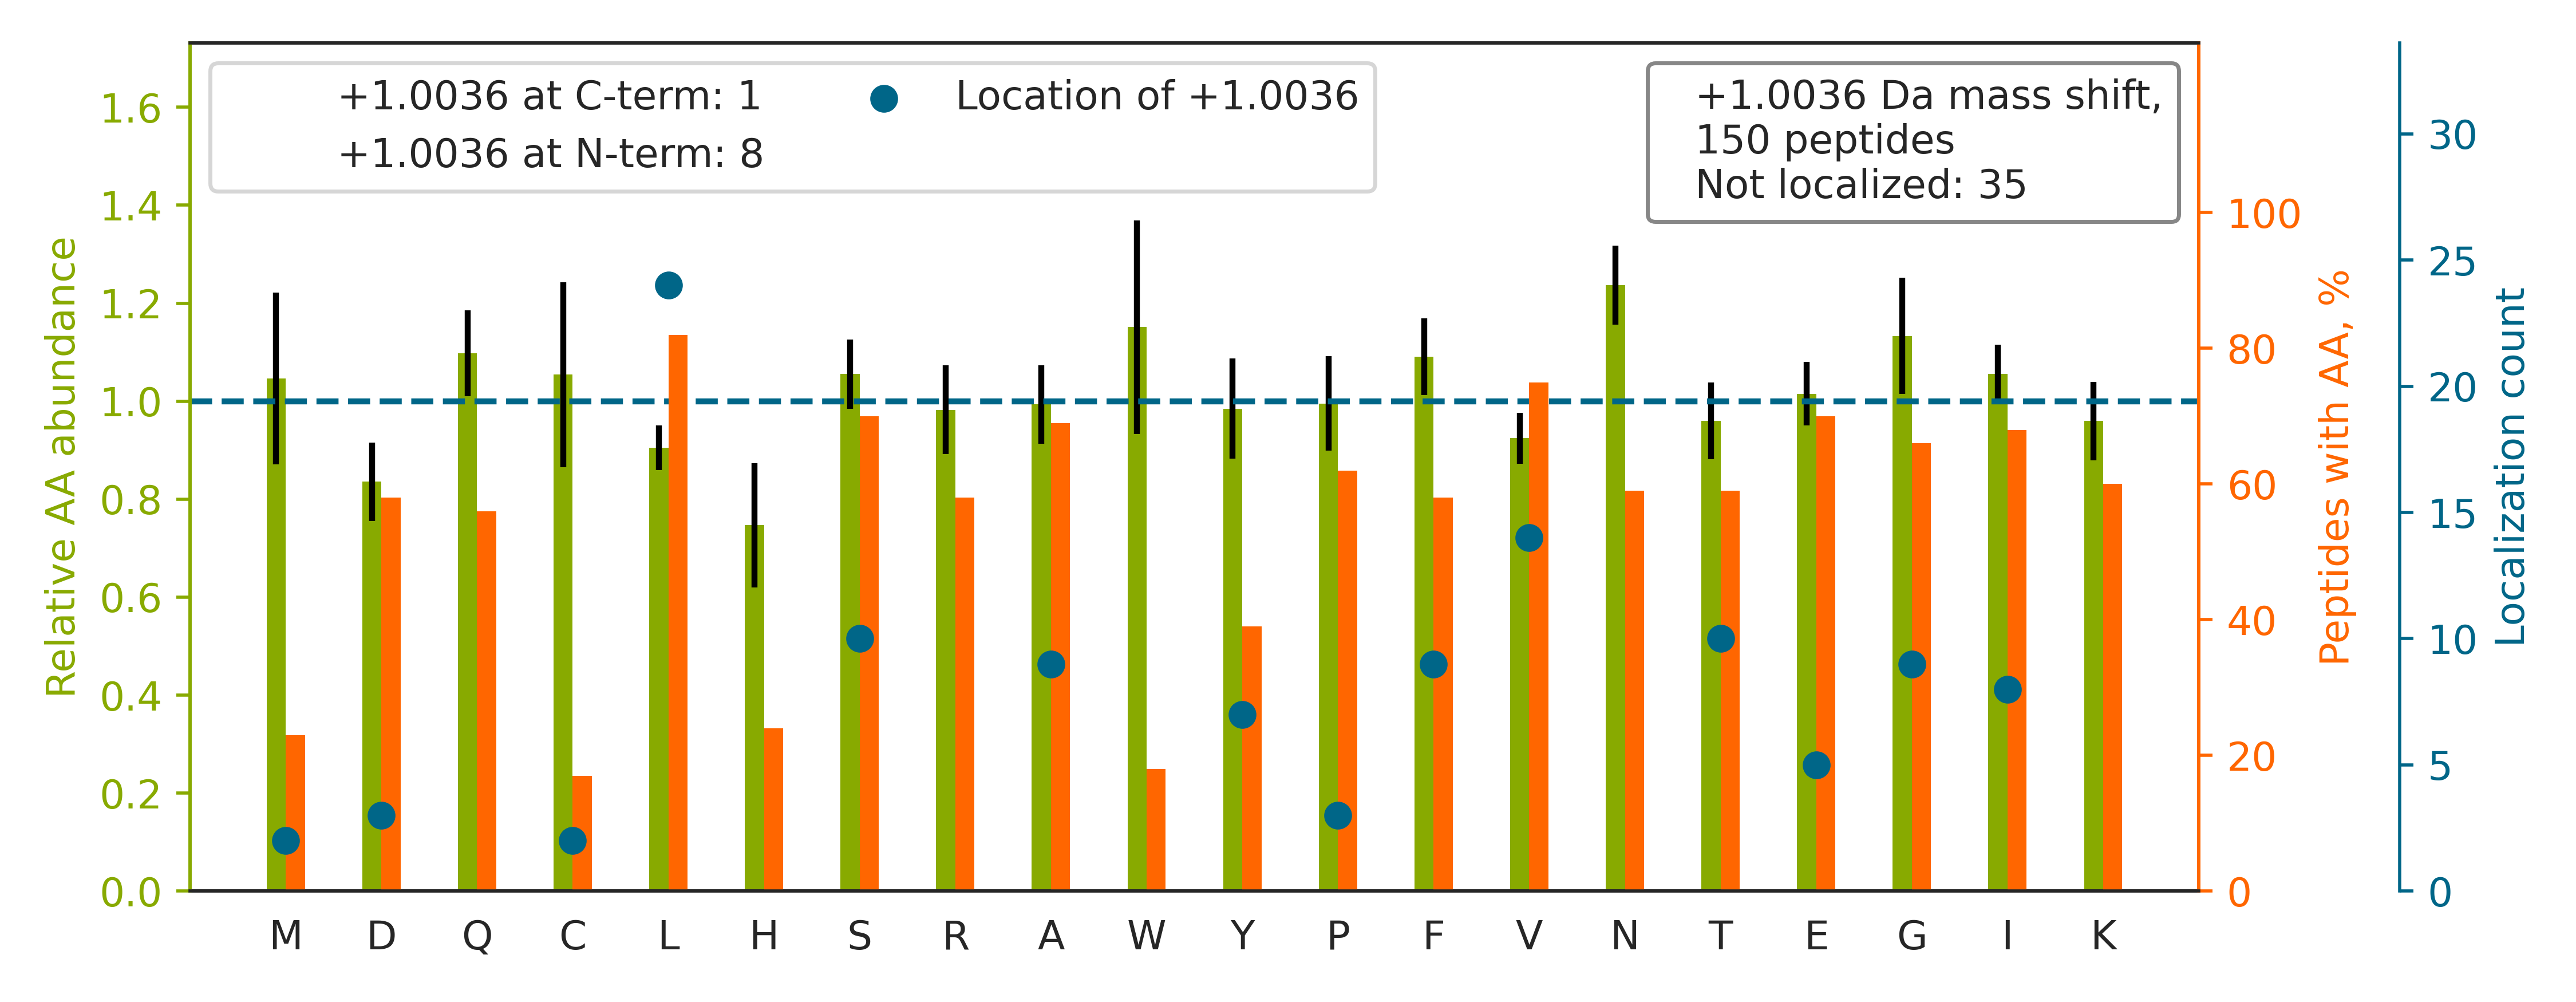 +1.0036 at C-term: 1
+1.0036 at N-term: 8
Location of +1.0036
+1.0036 Da mass shift,
150 peptides
Not localized: 35
Relative AA abundance
1.6
1.4
1.2
1.0
0.8
0.6
0.4
0.2
0.0
M D Q C L H S R A W Y P F V N T E G I K
100
80
60
40
20
0
Peptides with AA, %
30
25
20
15
10
5
0
Localization count